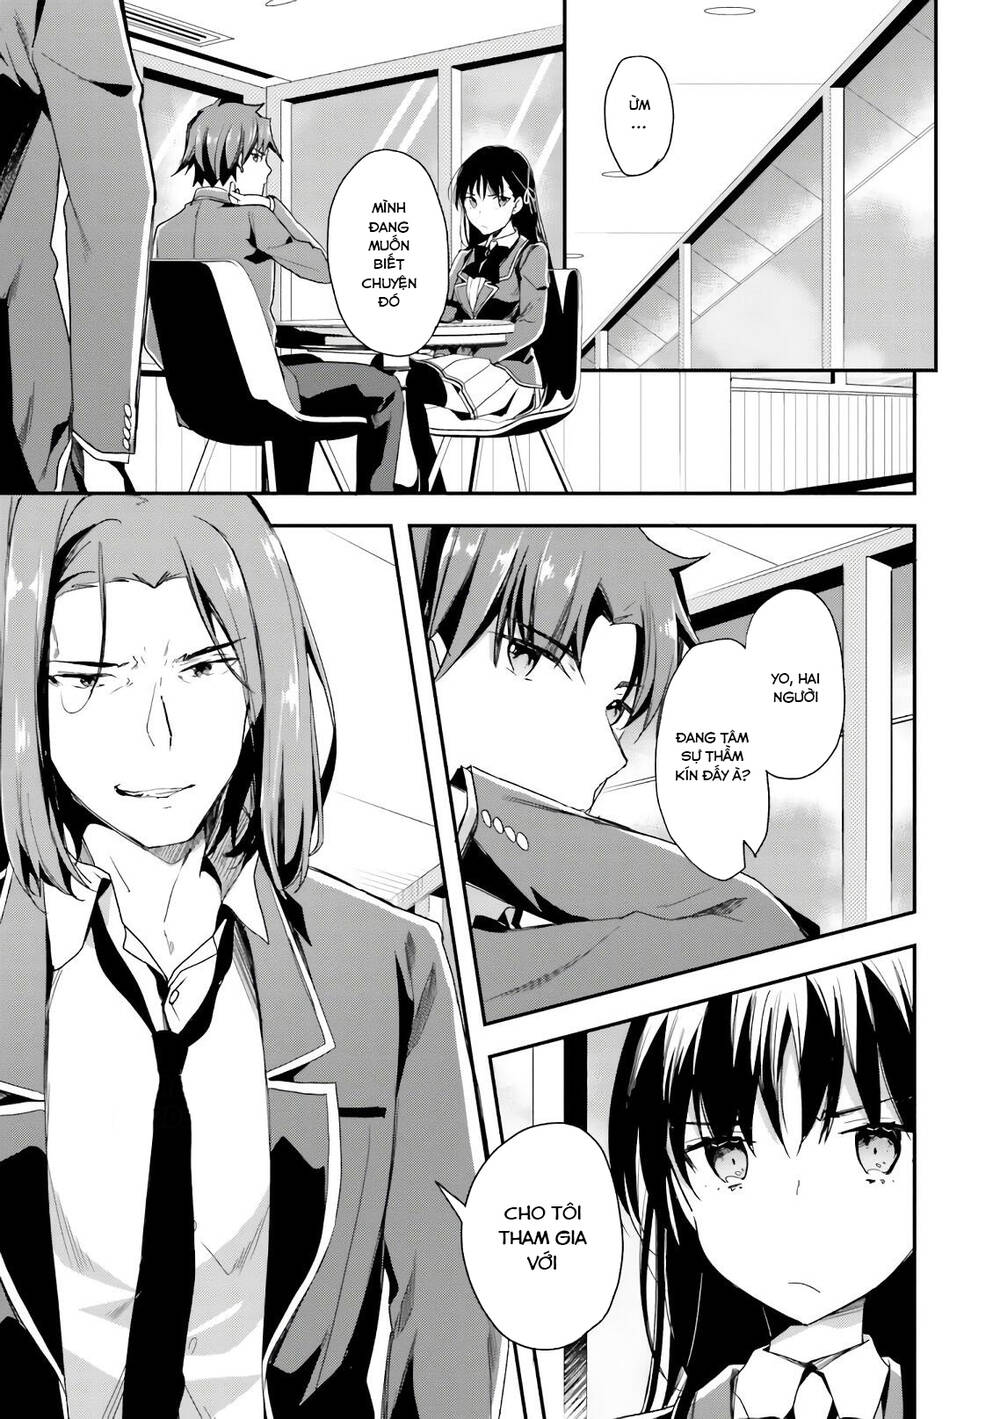 ỪM
...
MÌNH
ĐANG
MUỐN
BIẾT
CHUYỆN
ĐÓ
YO, HAI
NGƯỜI
ĐANG TÂM
SỰ THẦM
KÍN ĐẤY À?
CHO TÔI
THAM GIA
VỚI